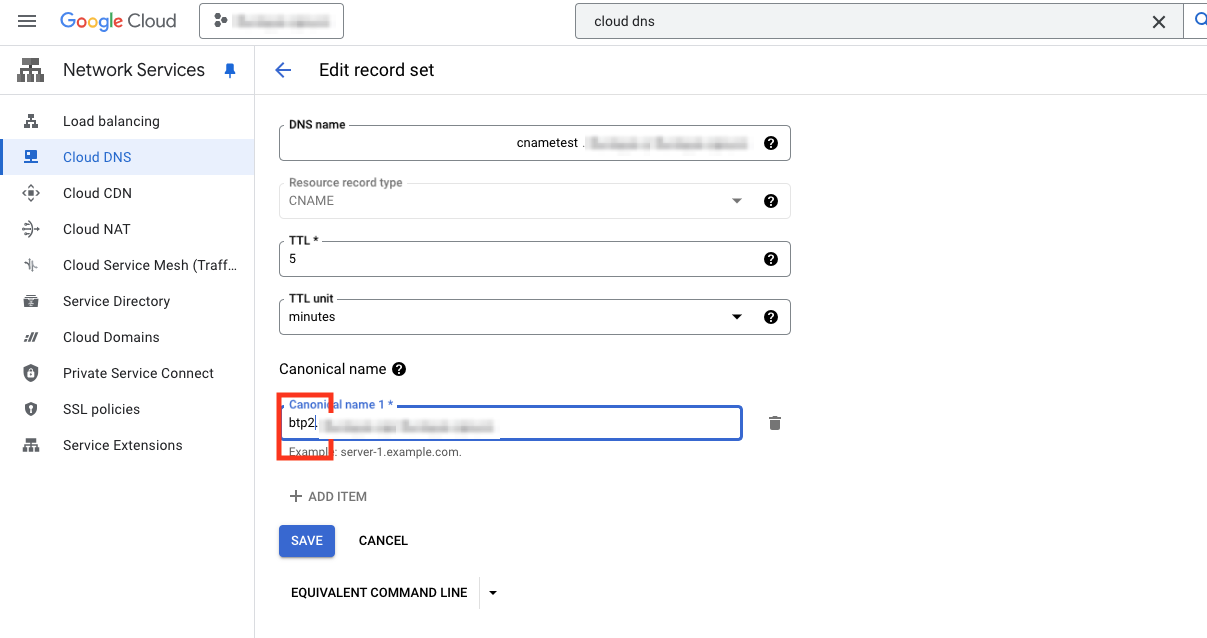 Google Cloud
cloud dns
Network Services
Edit record set
Load balancing
Cloud DNS
Cloud CDN
Cloud NAT
Cloud Service Mesh (Traff...
Service Directory
Cloud Domains
Private Service Connect
SSL policies
Service Extensions
DNS name
cnametest .
Resource record type
CNAME
TTL *
5
TTL unit
minutes
Canonical name
Canonical name 1 *
btp2.
Example: server-1.example.com.
ADD ITEM
SAVE
CANCEL
EQUIVALENT COMMAND LINE